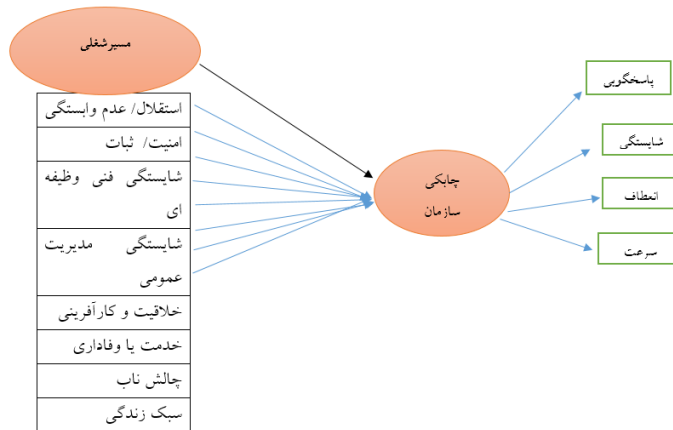 مسیرشغلی
استقلال/ عدم وابستگی
امنیت/ ثبات
شایستگی فنی وظیفه
ای
شایستگی مدیریت
عمومی
خلاقیت و کارآفرینی
خدمت یا وفاداری
چالش ناب
سبک زندگی
چابکی
سازمان
پاسخگویی
شایستگی
انعطاف
سرعت